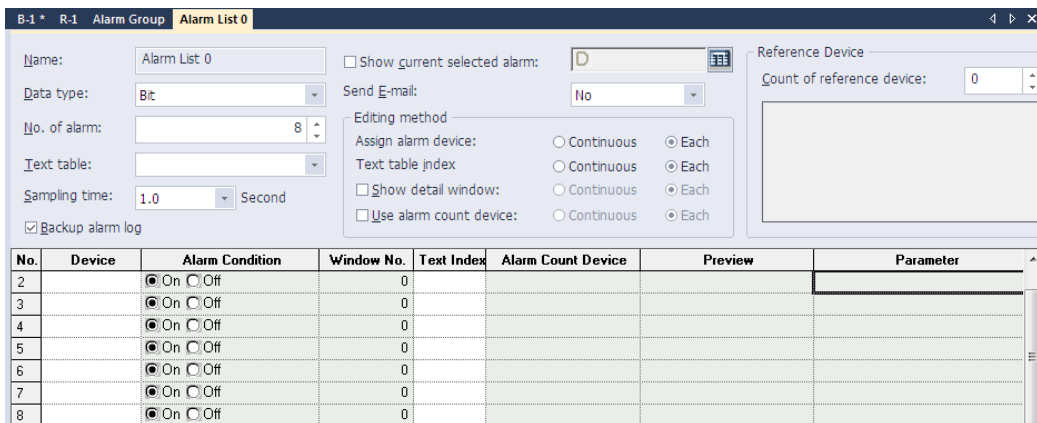 B-1 * R-1 Alarm Group Alarm List 0
Name: Alarm List 0
Data type: Bit
No. of alarm: 8
Text table:
Sampling time: 1.0 Second
Backup alarm log
Show current selected alarm: D
Send E-mail: No
Editing method
Assign alarm device: Continuous Each
Text table index Continuous Each
Show detail window: Continuous Each
Use alarm count device: Continuous Each
Reference Device
Count of reference device: 0
No. Device Alarm Condition Window No. Text Index Alarm Count Device Preview Parameter
2 On Off 0
3 On Off 0
4 On Off 0
5 On Off 0
6 On Off 0
7 On Off 0
8 On Off 0